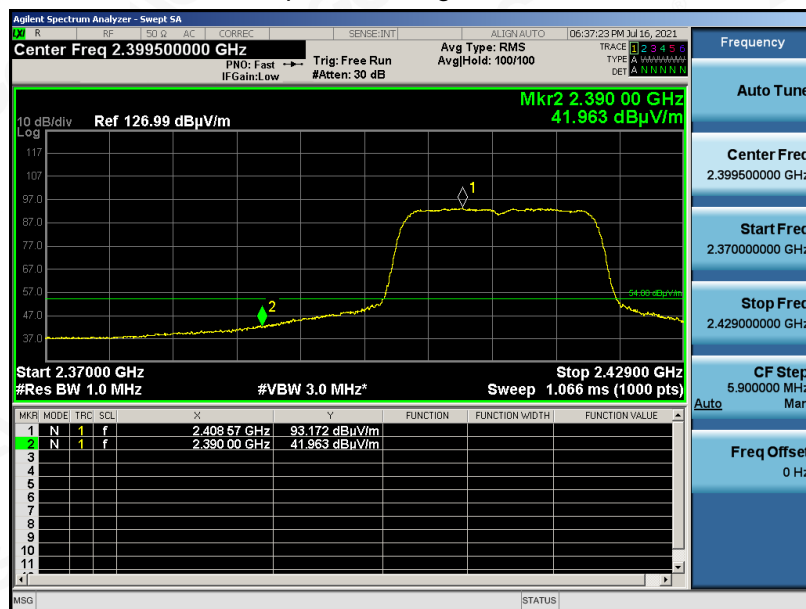 Agilent Spectrum Analyzer - Swept SA
LXI R RF 50 Ω AC CORREC SENSE:INT ALIGN AUTO 06:37:23 PM Jul 16, 2021
Center Freq 2.399500000 GHz
PNO: Fast
IFGain:Low
Trig: Free Run
#Atten: 30 dB
Avg Type: RMS
Avg|Hold: 100/100
TRACE 1 2 3 4 5 6
TYPE A WWWWW
DET A N N N N N
Frequency
Mkr2 2.390 00 GHz
41.963 dBµV/m
10 dB/div Ref 126.99 dBµV/m
Log
117
107
97.0
87.0
77.0
67.0
57.0
47.0
37.0
1
2
54.00 dBµV/m
Start 2.37000 GHz Stop 2.42900 GHz
#Res BW 1.0 MHz #VBW 3.0 MHz* Sweep 1.066 ms (1000 pts)
MKR MODE TRC SCL X Y FUNCTION FUNCTION WIDTH FUNCTION VALUE
1 N 1 f 2.408 57 GHz 93.172 dBµV/m
2 N 1 f 2.390 00 GHz 41.963 dBµV/m
3
4
5
6
7
8
9
10
11
Auto Tune
Center Freq
2.399500000 GHz
Start Freq
2.370000000 GHz
Stop Freq
2.429000000 GHz
CF Step
5.900000 MHz
Auto Man
Freq Offset
0 Hz
MSG STATUS